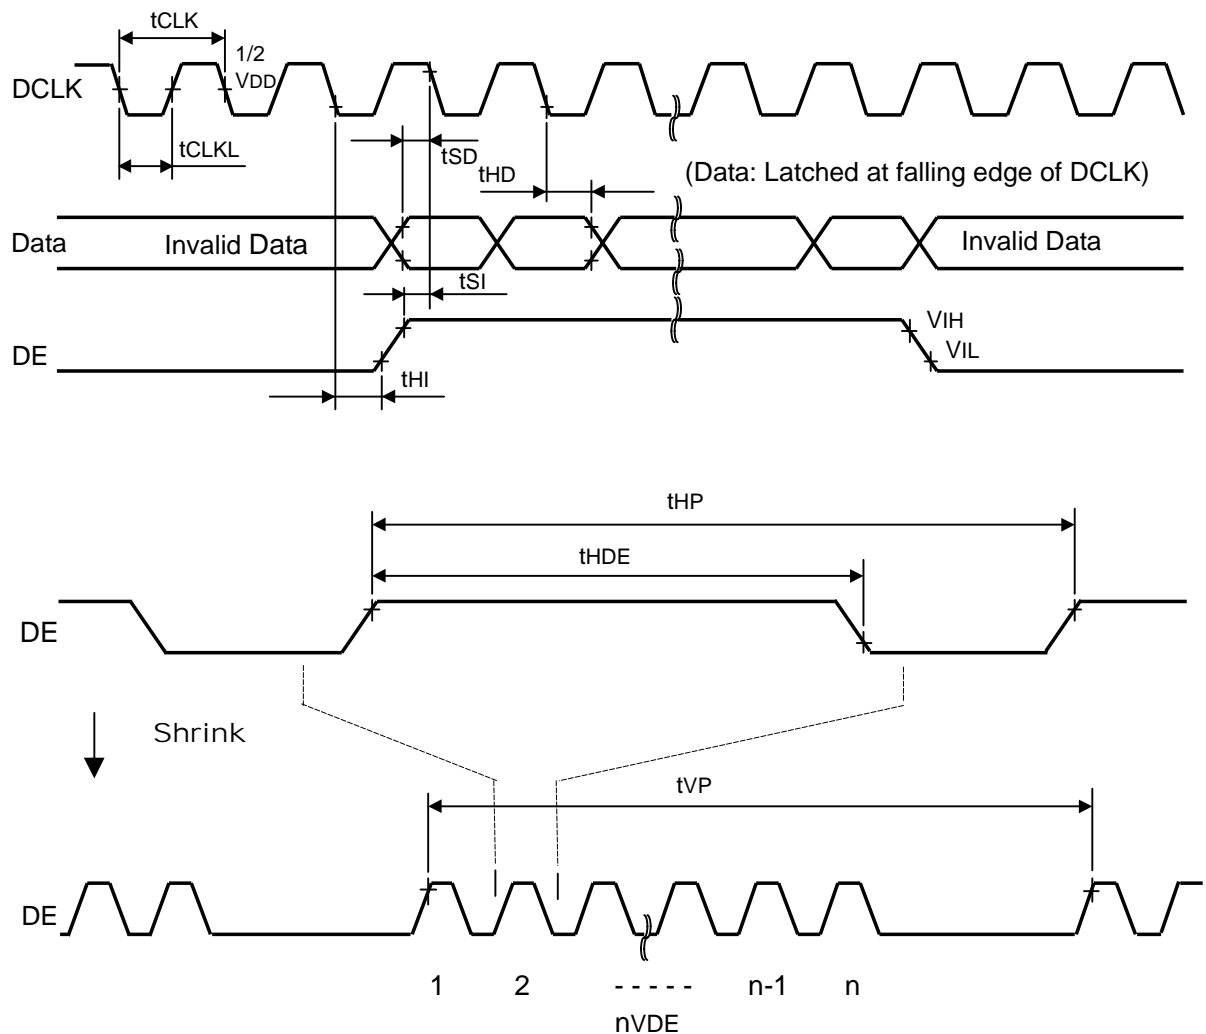 tCLK
1/2
VDD
DCLK
tCLKL
tSD
tHD
(Data: Latched at falling edge of DCLK)
Data
Invalid Data
Invalid Data
tSI
VIH
VIL
DE
tHI
tHP
tHDE
DE
Shrink
tVP
DE
1 2 - - - - - n-1 n
nVDE